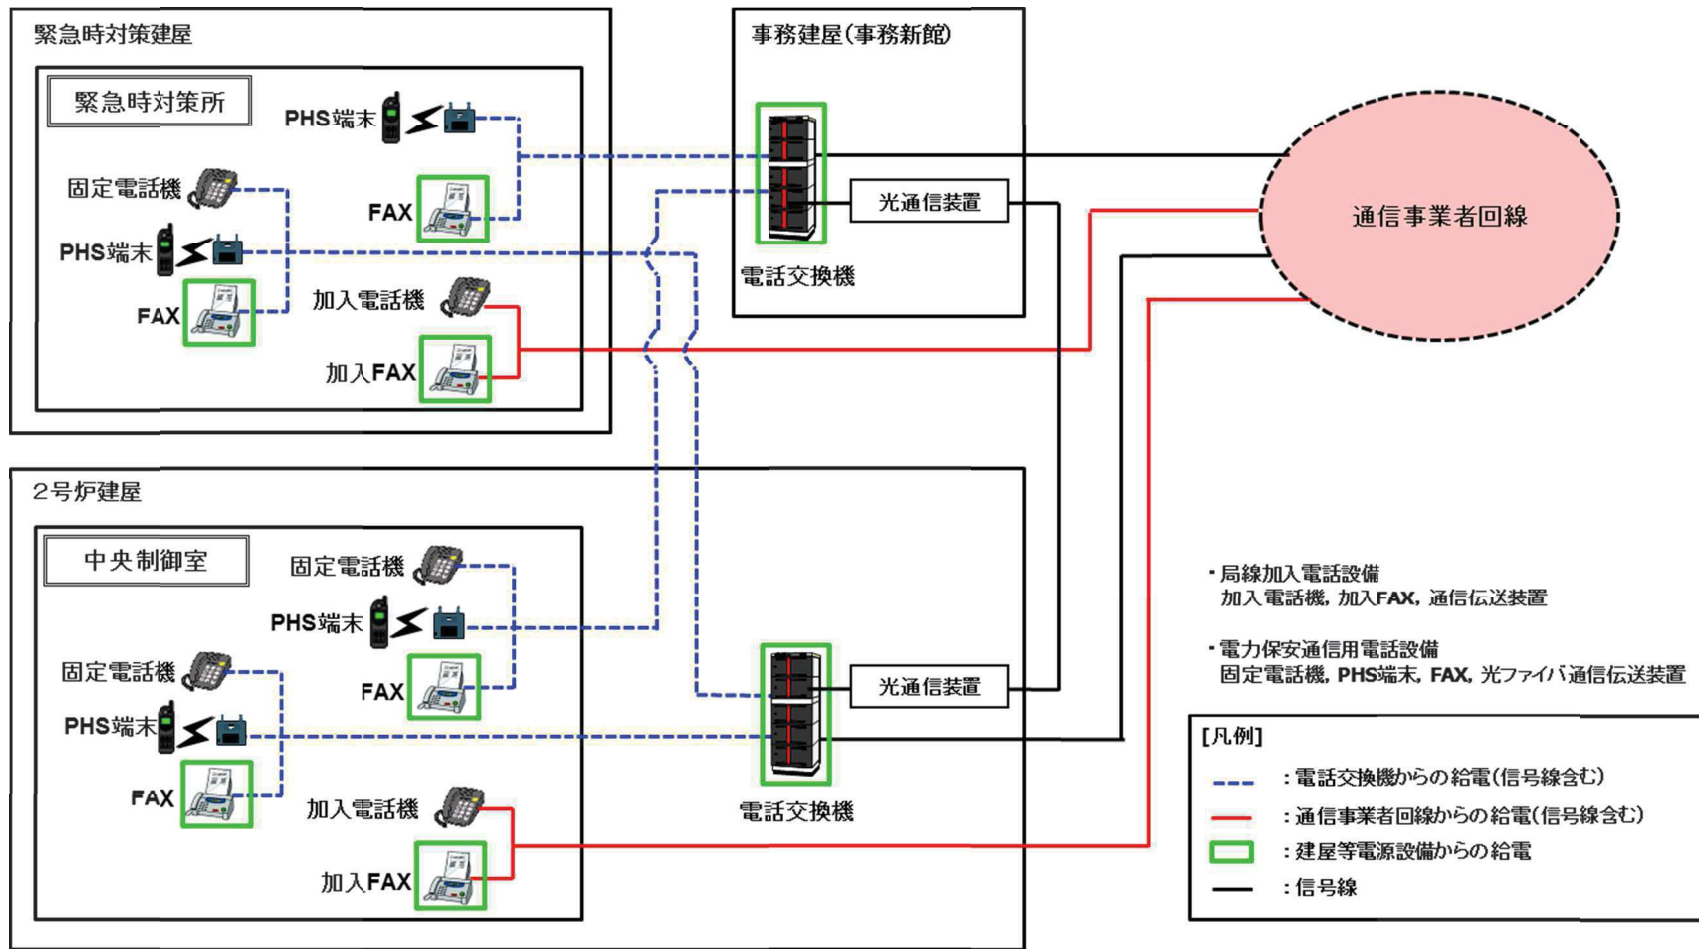 緊急時対策建屋
緊急時対策所
PHS端末
固定電話機
FAX
PHS端末
FAX
加入電話機
加入FAX
事務建屋(事務新館)
光通信装置
電話交換機
通信事業者回線
2号炉建屋
中央制御室
固定電話機
PHS端末
固定電話機
FAX
PHS端末
FAX
加入電話機
加入FAX
光通信装置
電話交換機
・局線加入電話設備
加入電話機, 加入FAX, 通信伝送装置
・電力保安通信用電話設備
固定電話機, PHS端末, FAX, 光ファイバ通信伝送装置
[凡例]
:電話交換機からの給電(信号線含む)
:通信事業者回線からの給電(信号線含む)
:建屋等電源設備からの給電
:信号線